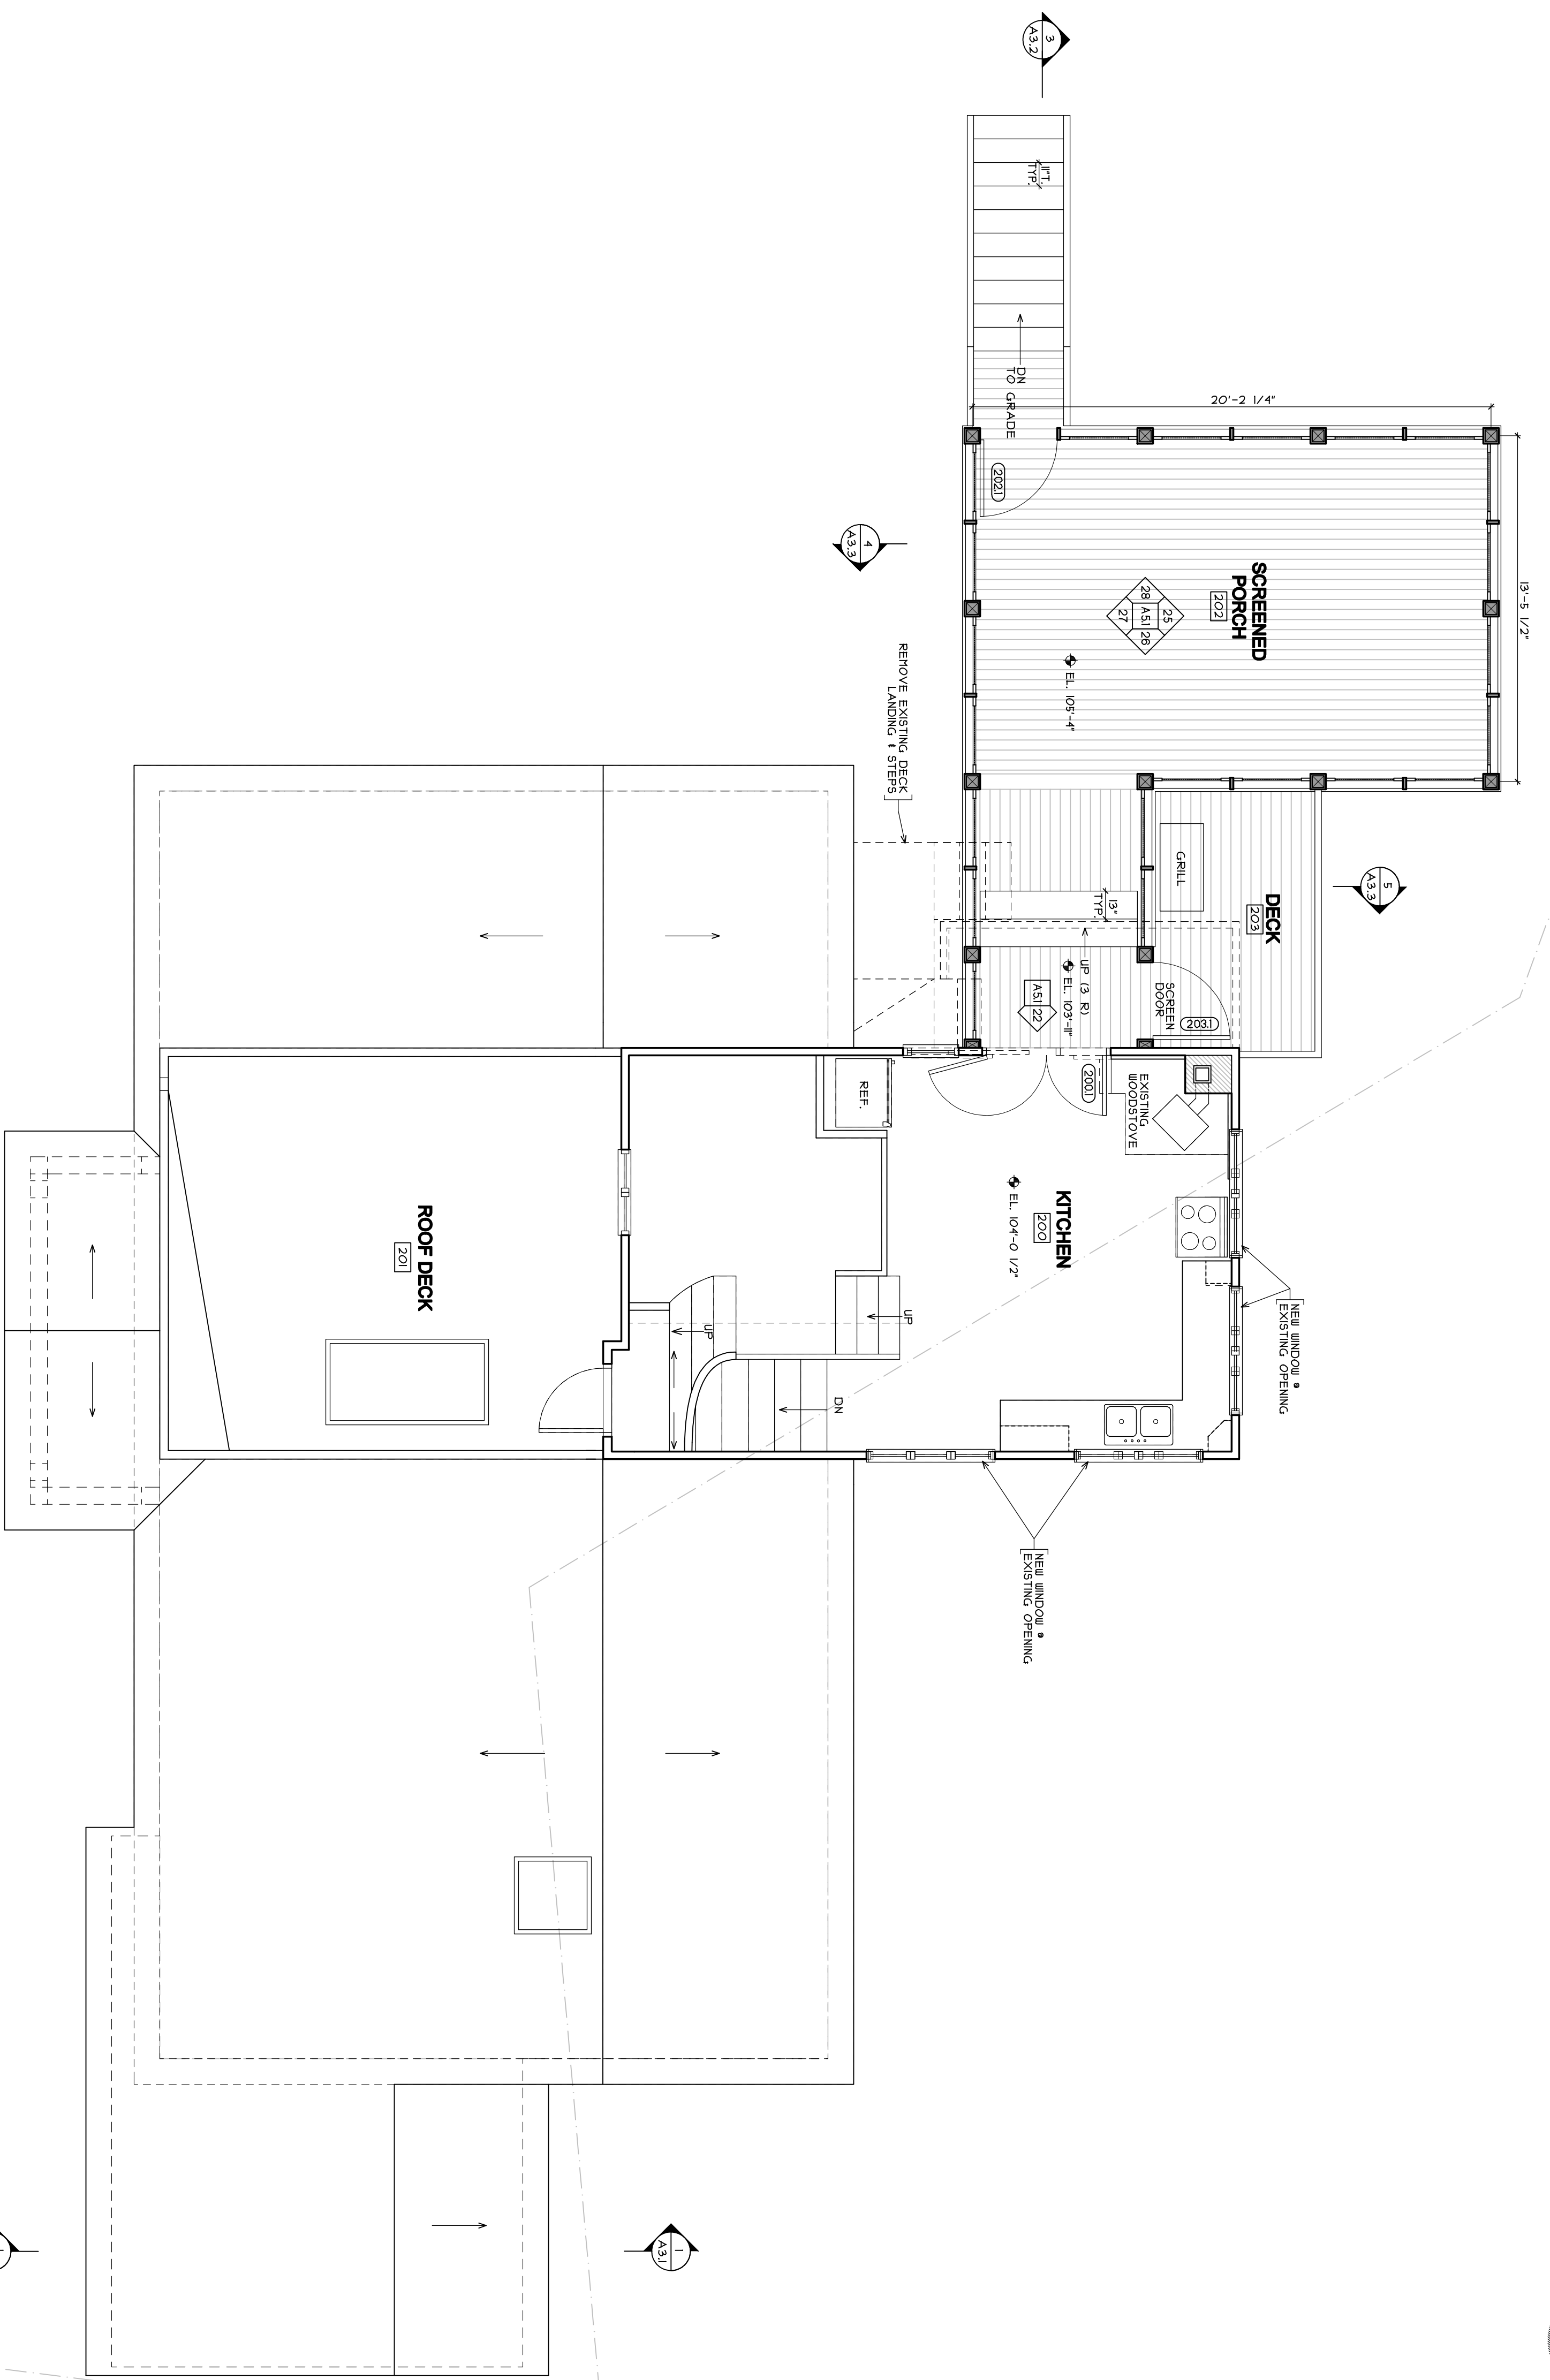 3
A3.2
11"T.
TYP.
DN
TO GRADE
20'-2 1/4"
13'-5 1/2"
202.1
4
A3.3
SCREENED
PORCH
202
25
28 A5.1 26
27
EL. 105'-4"
REMOVE EXISTING DECK
LANDING & STEPS
5
A3.3
GRILL
DECK
203
13"
TYP.
UP (3 R)
EL. 103'-11"
A5.1 22
SCREEN
DOOR
203.1
200.1
REF.
EXISTING
WOODSTOVE
KITCHEN
200
EL. 104'-0 1/2"
NEW WINDOW @
EXISTING OPENING
ROOF DECK
201
UP
UP
DN
NEW WINDOW @
EXISTING OPENING
1
A3.1